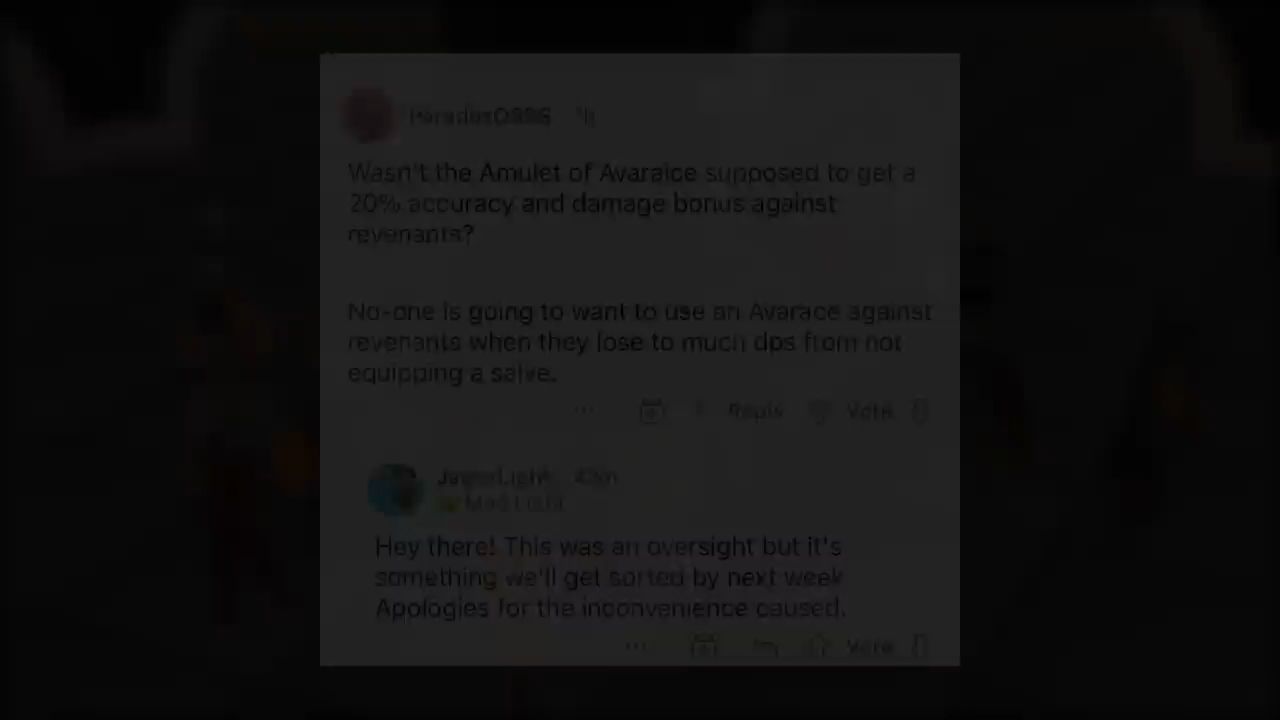 Wasn't the Amulet of Avaraice supposed to get a
20% accuracy and damage bonus against
revenants?
No-one is going to want to use an Avarace against
revenants when they lose to much dps from not
equipping a salve.
Reply Vote
Hey there! This was an oversight but it's
something we'll get sorted by next week
Apologies for the inconvenience caused.
Vote